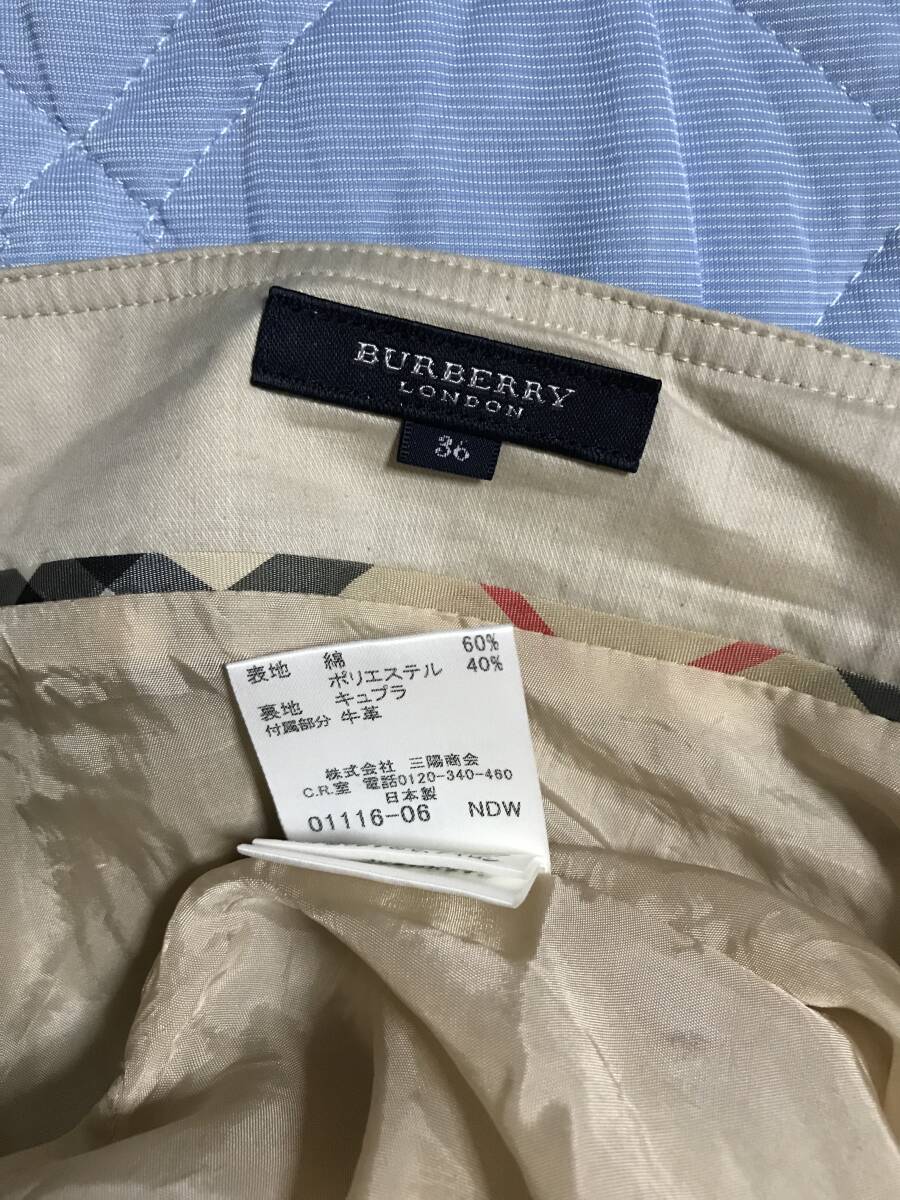 BURBERRY
LONDON
36
表地 綿 60%
ポリエステル 40%
裏地 キュプラ
付属部分 牛革
株式会社 三陽商会
C.R.室 電話0120-340-460
日本製
01116-06 NDW